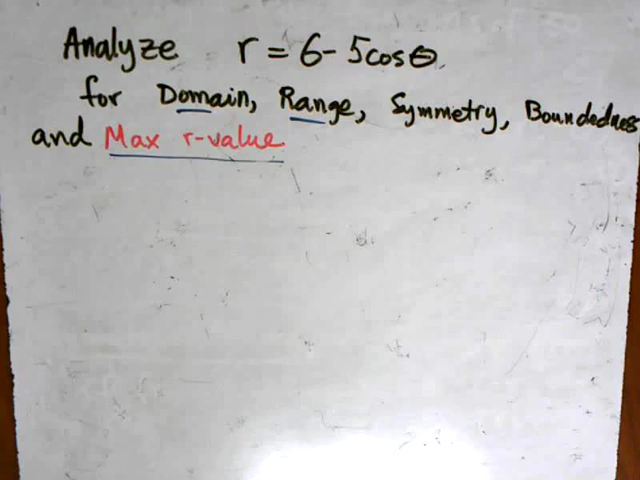 Analyze r = 6 - 5cosθ
for Domain, Range, Symmetry, Boundedness
and Max r-value